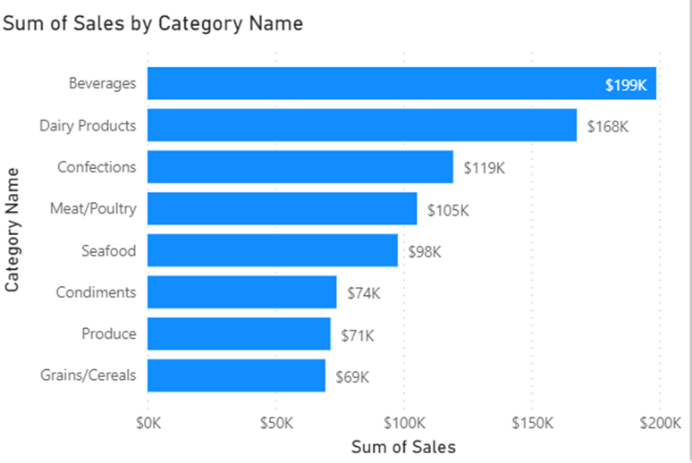 Sum of Sales by Category Name
Category Name
Beverages $199K
Dairy Products $168K
Confections $119K
Meat/Poultry $105K
Seafood $98K
Condiments $74K
Produce $71K
Grains/Cereals $69K
$0K $50K $100K $150K $200K
Sum of Sales